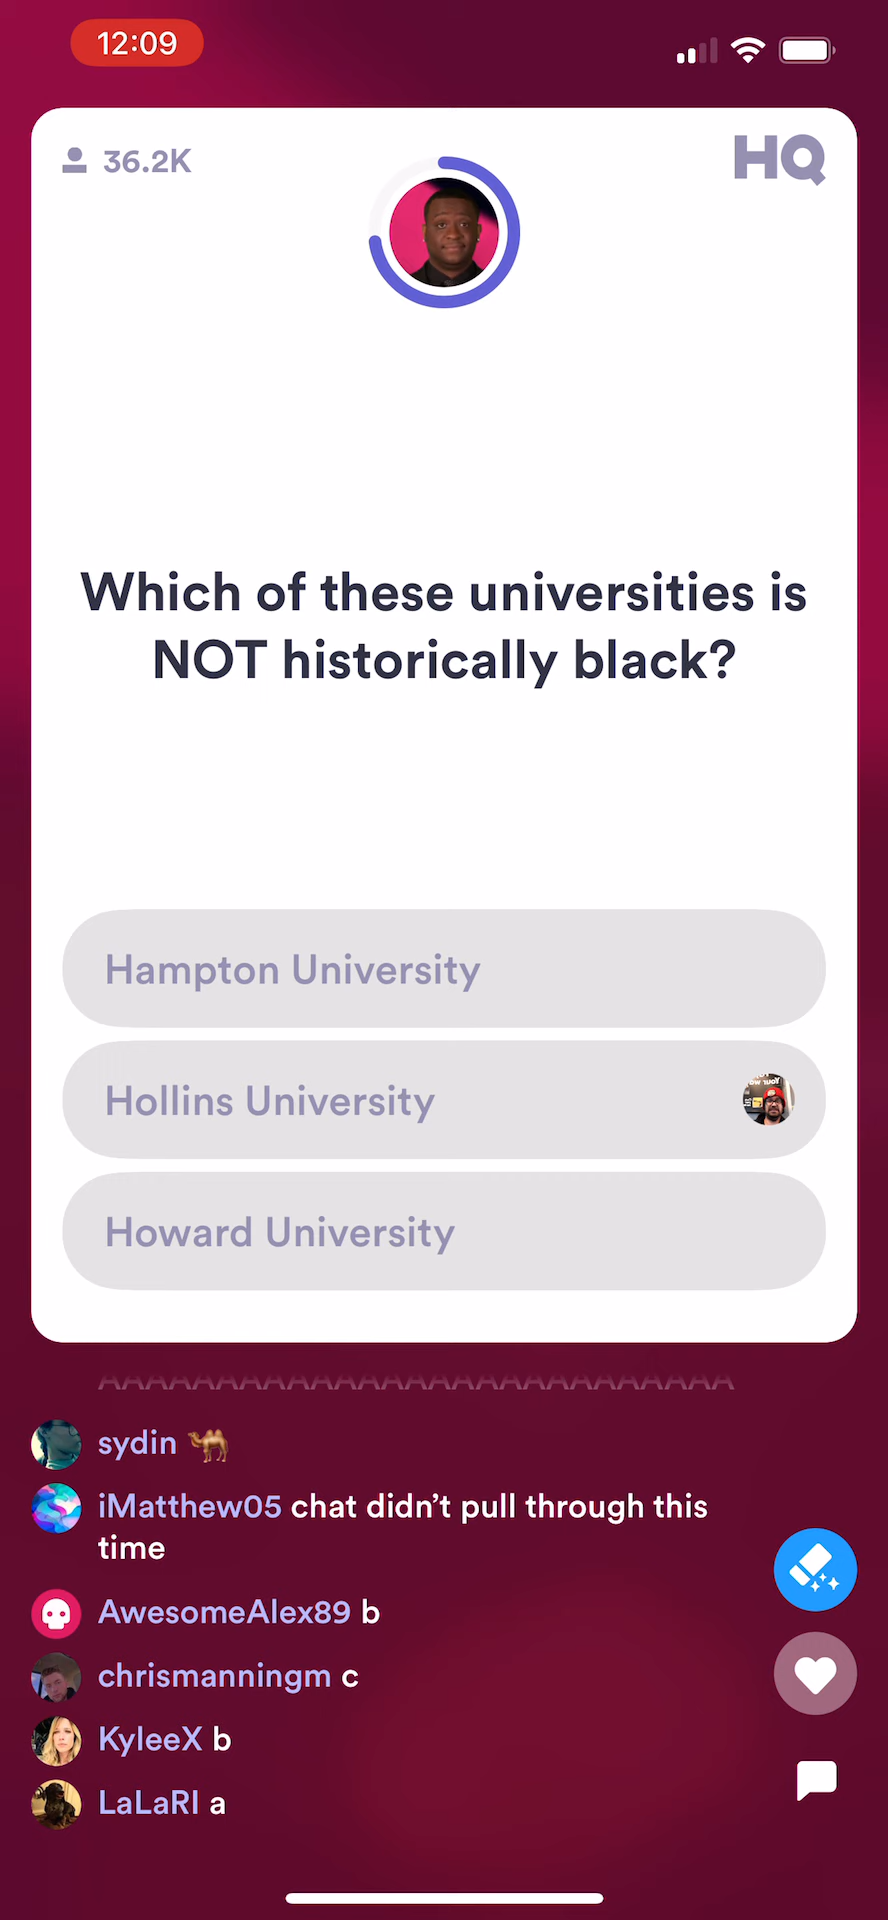 12:09
36.2K
HQ
Which of these universities is
NOT historically black?
Hampton University
Hollins University
Howard University
AAAAAAAAAAAAAAAAAAAAAAAAAAA
sydin 🐪
iMatthew05 chat didn’t pull through this
time
AwesomeAlex89 b
chrismanningm c
KyleeX b
LaLaRI a